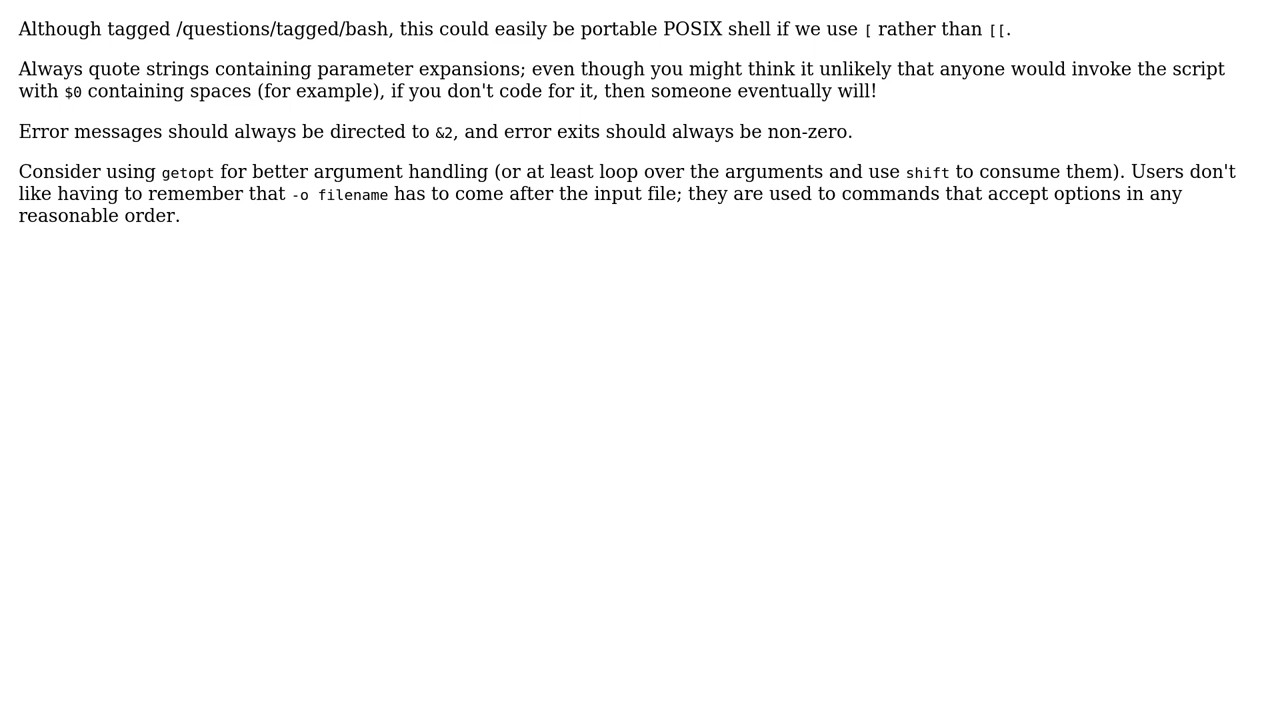 Although tagged /questions/tagged/bash, this could easily be portable POSIX shell if we use [ rather than [[.
Always quote strings containing parameter expansions; even though you might think it unlikely that anyone would invoke the script
with $0 containing spaces (for example), if you don't code for it, then someone eventually will!
Error messages should always be directed to &2, and error exits should always be non-zero.
Consider using getopt for better argument handling (or at least loop over the arguments and use shift to consume them). Users don't
like having to remember that -o filename has to come after the input file; they are used to commands that accept options in any
reasonable order.